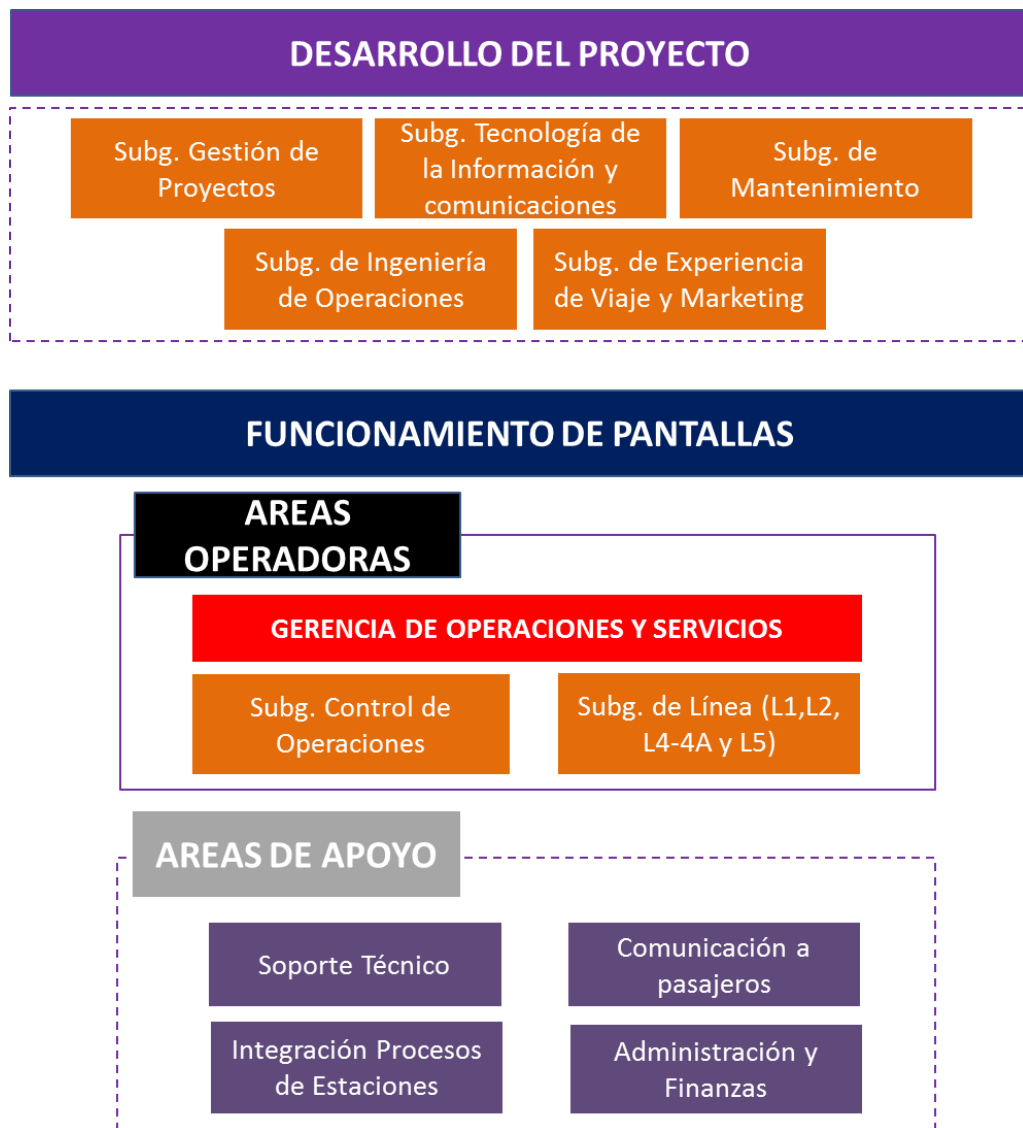 DESARROLLO DEL PROYECTO
Subg. Gestión de
Proyectos
Subg. Tecnología de
la Información y
comunicaciones
Subg. de
Mantenimiento
Subg. de Ingeniería
de Operaciones
Subg. de Experiencia
de Viaje y Marketing
FUNCIONAMIENTO DE PANTALLAS
AREAS
OPERADORAS
GERENCIA DE OPERACIONES Y SERVICIOS
Subg. Control de
Operaciones
Subg. de Línea (L1,L2,
L4-4A y L5)
AREAS DE APOYO
Soporte Técnico
Comunicación a
pasajeros
Integración Procesos
de Estaciones
Administración y
Finanzas